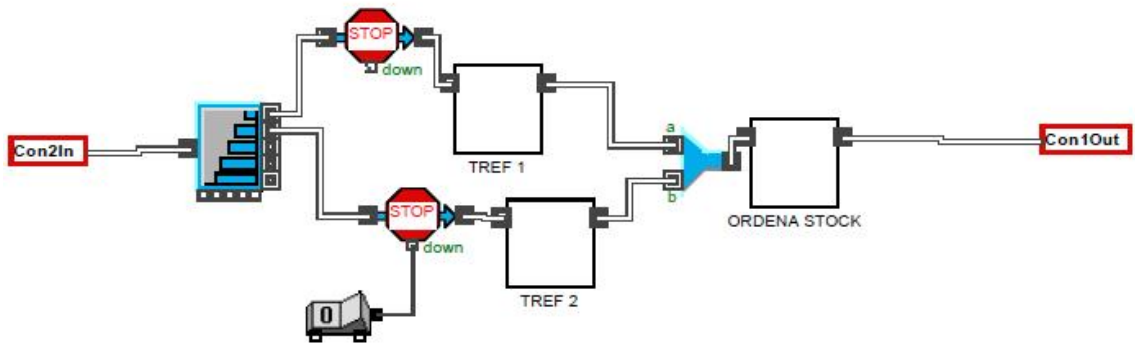 STOP
down
Con2In
a
Con1Out
TREF 1
b
STOP
ORDENA STOCK
down
TREF 2
0